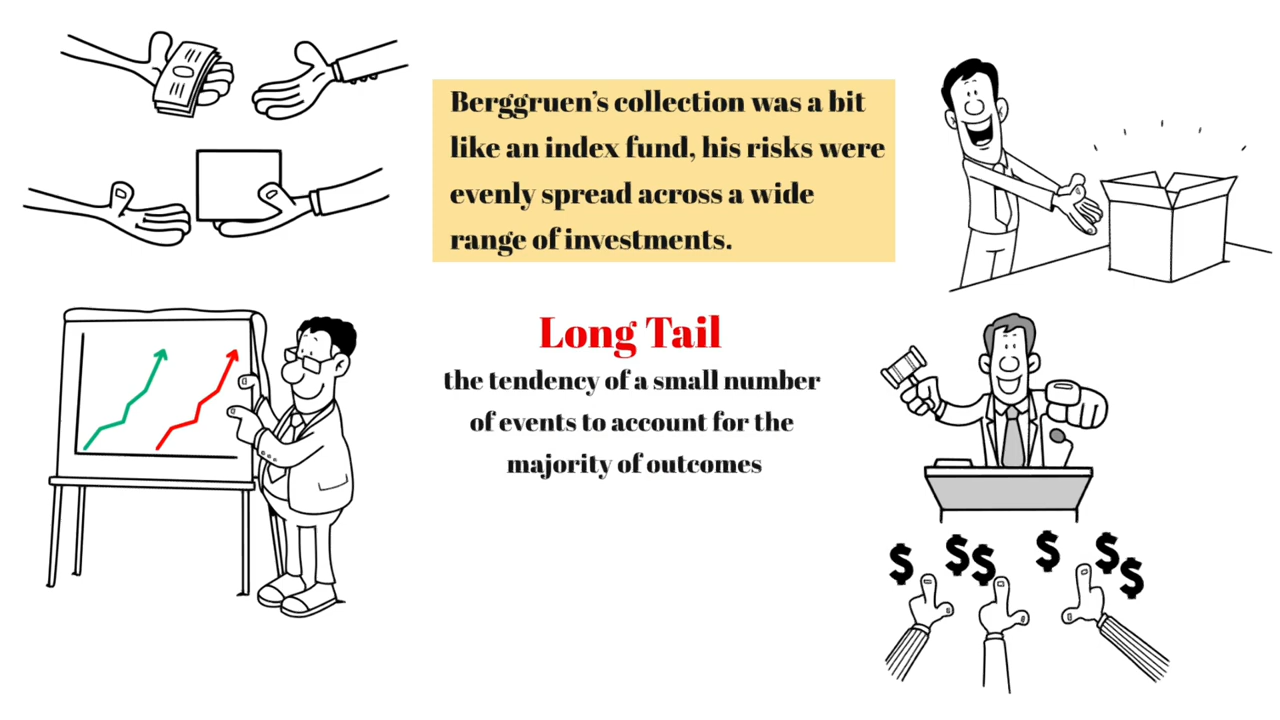 Berggruen's collection was a bit
like an index fund, his risks were
evenly spread across a wide
range of investments.
Long Tail
the tendency of a small number
of events to account for the
majority of outcomes
$ $ $ $ $ $